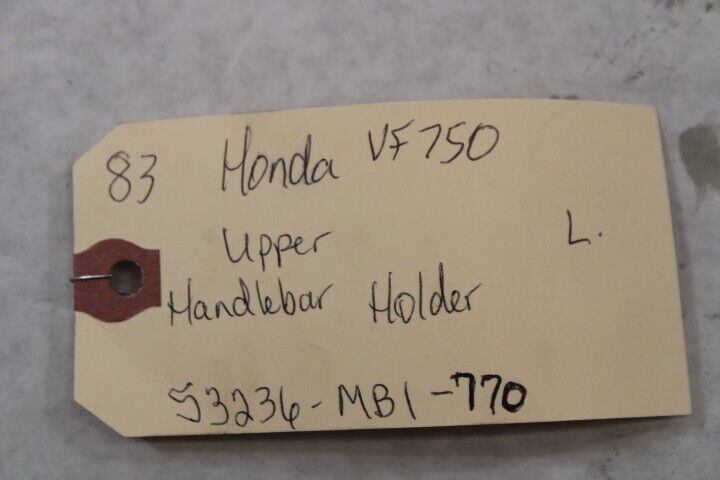 83 Honda VF750
Upper L.
Handlebar Holder
53236-MB1-770